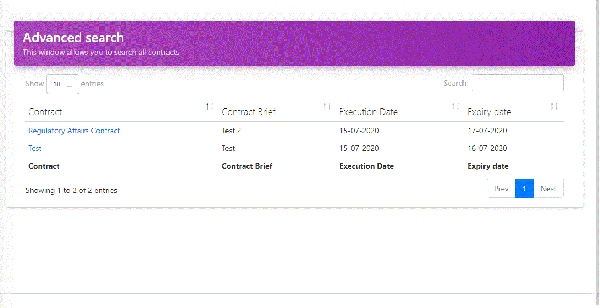 Advanced search
This window allows you to search all contracts
Show 10 entries
Search
Contract Contract Brief Execution Date Expiry date
Regulatory Affairs Contract Test 2 15-07-2020 17-07-2020
Test Test 15-07-2020 16-07-2020
Contract Contract Brief Execution Date Expiry date
Showing 1 to 2 of 2 entries
Prev 1 Next